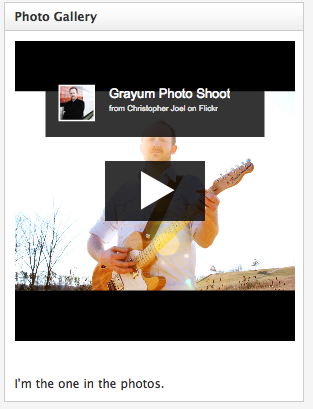 Photo Gallery
Grayum Photo Shoot
from Christopher Joel on Flickr
I'm the one in the photos.